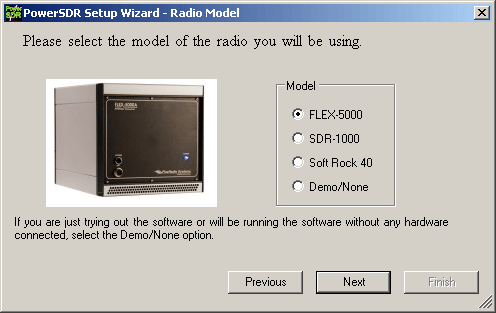 PowerSDR Setup Wizard - Radio Model
Please select the model of the radio you will be using.
FLEX-5000A
Model
FLEX-5000
SDR-1000
Soft Rock 40
Demo/None
FlexRadio Systems
If you are just trying out the software or will be running the software without any hardware
connected, select the Demo/None option.
Previous
Next
Finish